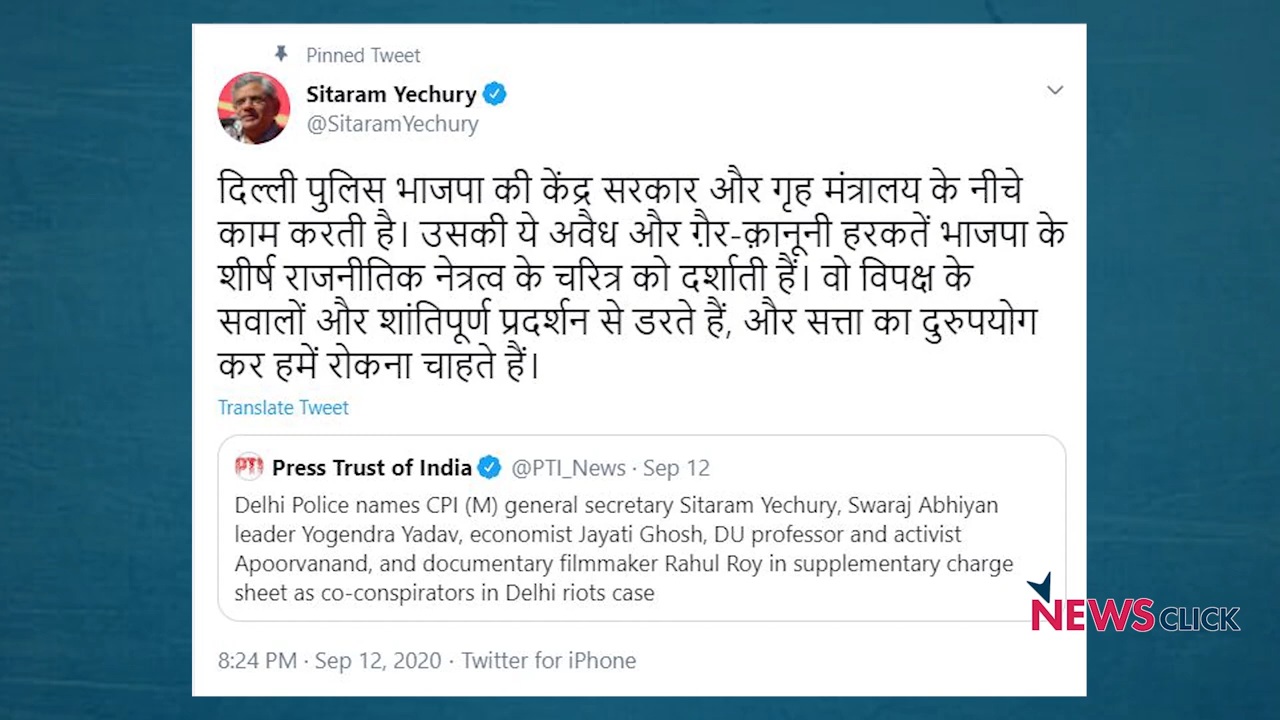 Pinned Tweet
Sitaram Yechury
@SitaramYechury
दिल्ली पुलिस भाजपा की केंद्र सरकार और गृह मंत्रालय के नीचे
काम करती है। उसकी ये अवैध और ग़ैर-क़ानूनी हरकतें भाजपा के
शीर्ष राजनीतिक नेत्रत्व के चरित्र को दर्शाती हैं। वो विपक्ष के
सवालों और शांतिपूर्ण प्रदर्शन से डरते हैं, और सत्ता का दुरुपयोग
कर हमें रोकना चाहते हैं।
Translate Tweet
PTI Press Trust of India @PTI_News · Sep 12
Delhi Police names CPI (M) general secretary Sitaram Yechury, Swaraj Abhiyan
leader Yogendra Yadav, economist Jayati Ghosh, DU professor and activist
Apoorvanand, and documentary filmmaker Rahul Roy in supplementary charge
sheet as co-conspirators in Delhi riots case
NEWSCLICK
8:24 PM · Sep 12, 2020 · Twitter for iPhone